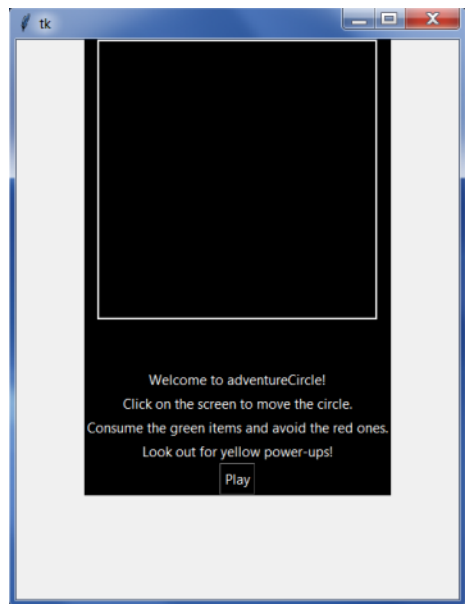 tk
Welcome to adventureCircle!
Click on the screen to move the circle.
Consume the green items and avoid the red ones.
Look out for yellow power-ups!
Play